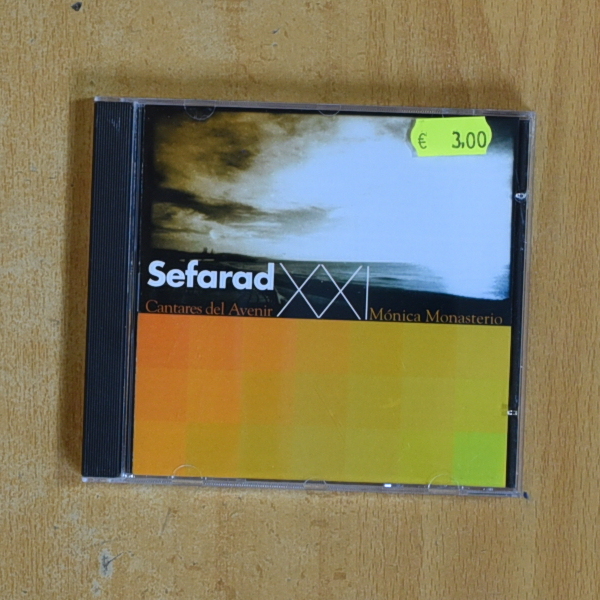 € 3,00
Sefarad XXI
Cantares del Avenir
Mónica Monasterio